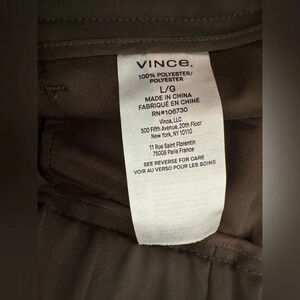 VINCE.
100% POLYESTER/
POLYESTER
L/G
MADE IN CHINA
FABRIQUÉ EN CHINE
RN#106730
Vince, LLC
500 Fifth Avenue, 20th Floor
New York, NY 10110
11 Rue Saint Florentin
75008 Paris France
SEE REVERSE FOR CARE
VOIR AU VERSO POUR LES SOINS